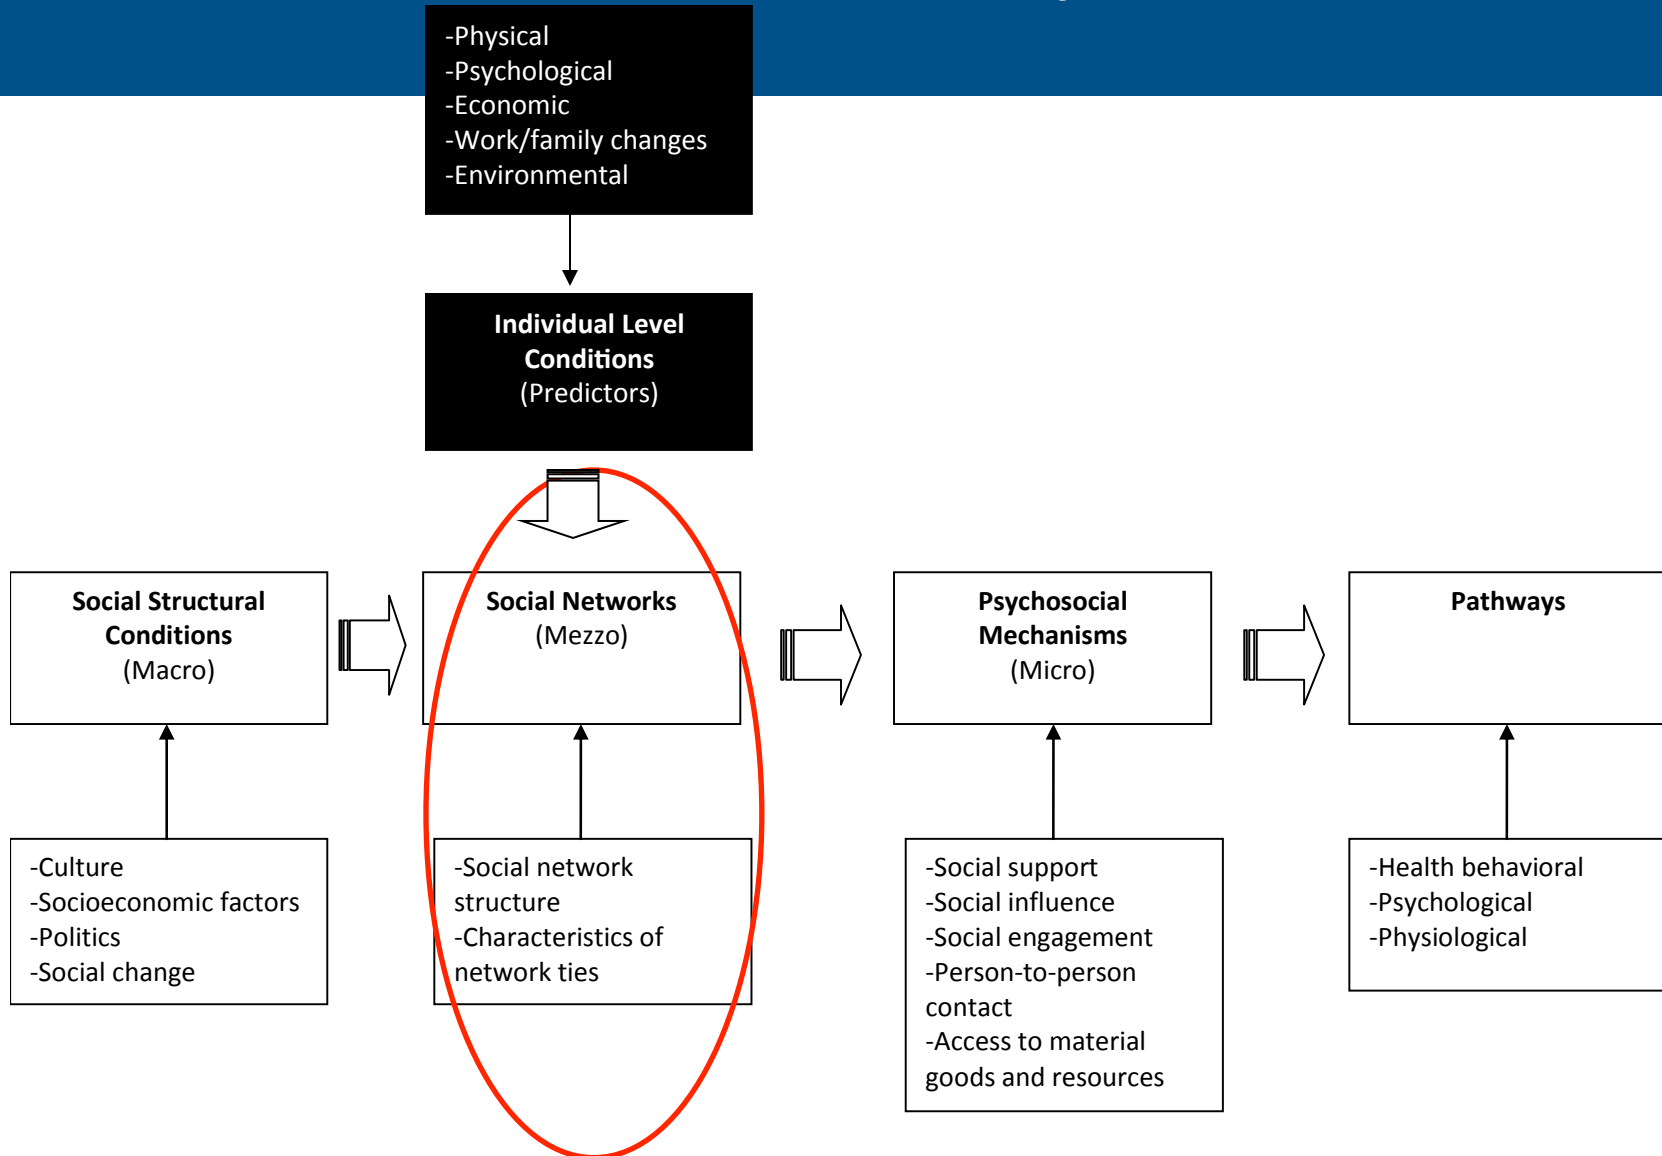 -Physical
-Psychological
-Economic
-Work/family changes
-Environmental
Individual Level
Conditions
(Predictors)
Social Structural
Conditions
(Macro)
Social Networks
(Mezzo)
Psychosocial
Mechanisms
(Micro)
Pathways
-Culture
-Socioeconomic factors
-Politics
-Social change
-Social network
structure
-Characteristics of
network ties
-Social support
-Social influence
-Social engagement
-Person-to-person
contact
-Access to material
goods and resources
-Health behavioral
-Psychological
-Physiological